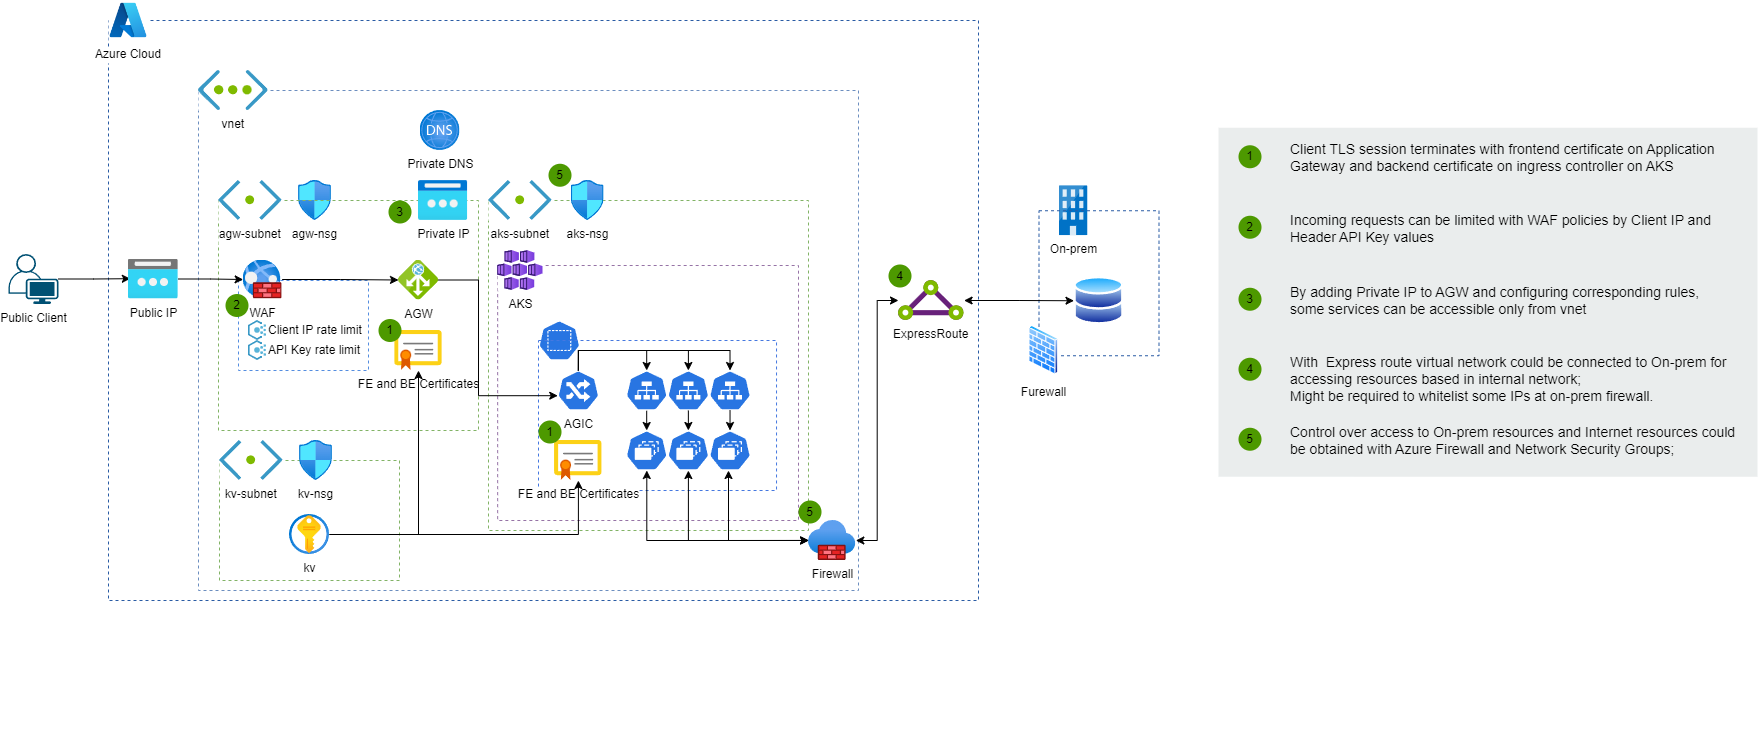 Azure Cloud
vnet
DNS
Private DNS
5
3
agw-subnet
agw-nsg
Private IP
aks-subnet
aks-nsg
Public Client
Public IP
2
WAF
Client IP rate limit
API Key rate limit
AGW
1
FE and BE Certificates
AKS
AGIC
1
FE and BE Certificates
kv-subnet
kv-nsg
kv
5
Firewall
4
ExpressRoute
On-prem
Furewall
1
Client TLS session terminates with frontend certificate on Application
Gateway and backend certificate on ingress controller on AKS
2
Incoming requests can be limited with WAF policies by Client IP and
Header API Key values
3
By adding Private IP to AGW and configuring corresponding rules,
some services can be accessible only from vnet
4
With  Express route virtual network could be connected to On-prem for
accessing resources based in internal network;
Might be required to whitelist some IPs at on-prem firewall.
5
Control over access to On-prem resources and Internet resources could
be obtained with Azure Firewall and Network Security Groups;